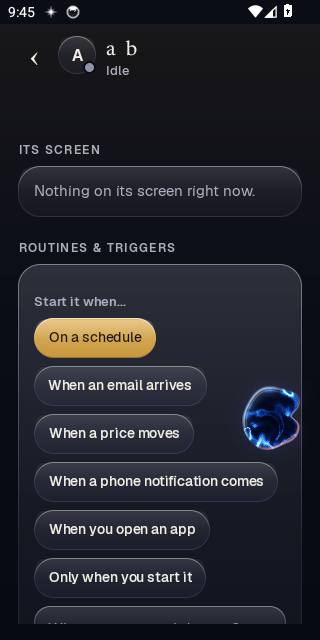 9:45
A
a b
Idle
ITS SCREEN
Nothing on its screen right now.
ROUTINES & TRIGGERS
Start it when...
On a schedule
When an email arrives
When a price moves
When a phone notification comes
When you open an app
Only when you start it